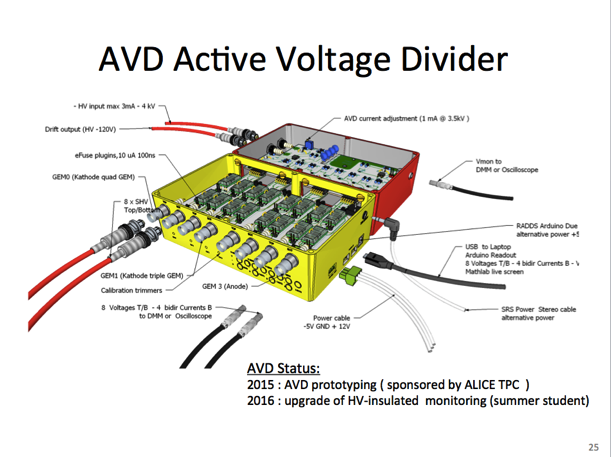 AVD Active Voltage Divider
- HV input max 3mA - 4 kV
Drift output (HV -120V)
AVD current adjustment (1 mA @ 3.5kV )
eFuse plugins,10 uA 100ns
GEM0 (Kathode quad GEM)
Vmon to
DMM or Oscilloscope
8 x SHV
Top/Bottom
RADDS Arduino Due
alternative power +5
USB to Laptop
Arduino Readout
8 Voltages T/B - 4 bidir Currents B -
Mathlab live screen
GEM1 (Kathode triple GEM)
Calibration trimmers
GEM 3 (Anode)
8 Voltages T/B - 4 bidir Currents B
to DMM or Oscilloscope
Power cable
-5V GND + 12V
SRS Power Stereo cable
alternative power
AVD Status:
2015 : AVD prototyping ( sponsored by ALICE TPC )
2016 : upgrade of HV-insulated monitoring (summer student)
25